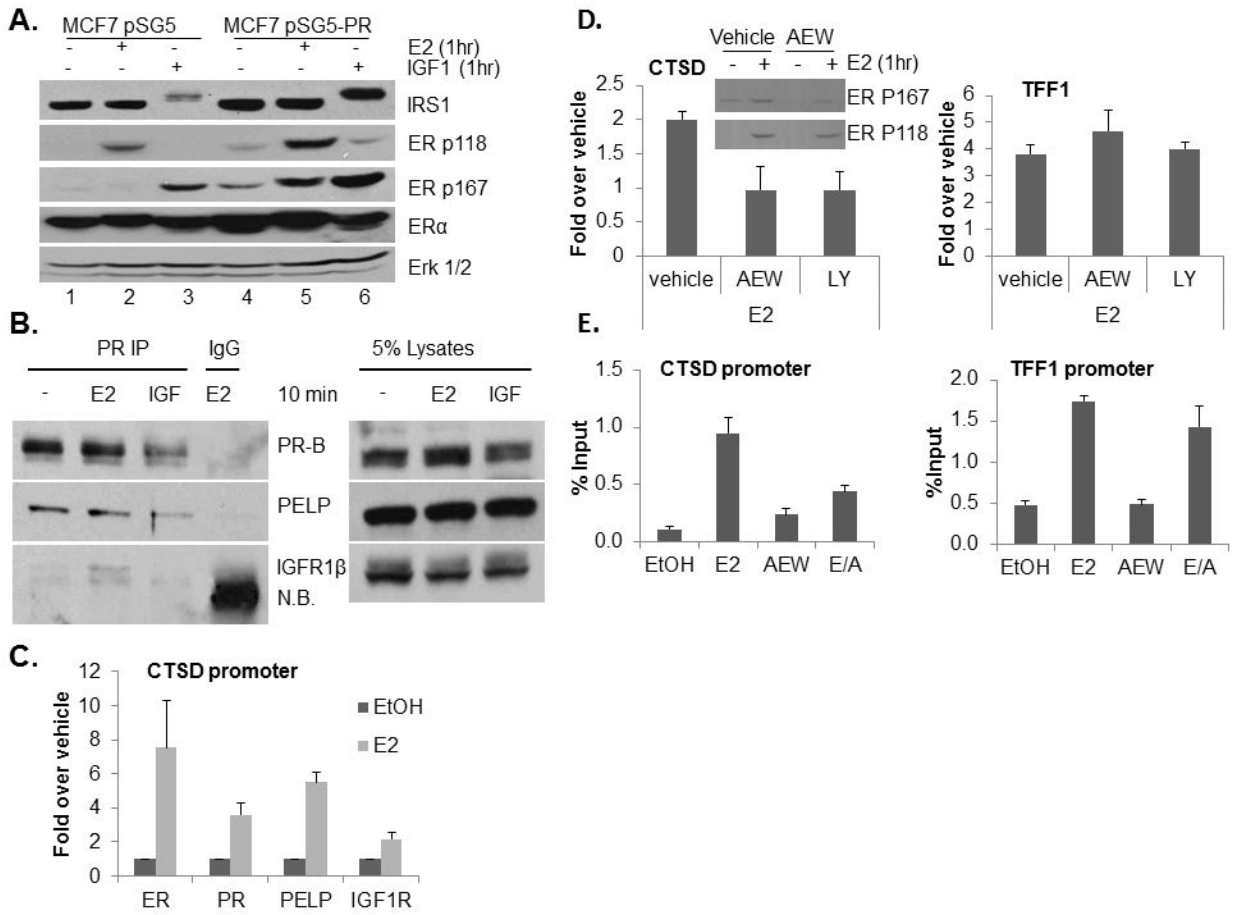 A.
MCF7 pSG5 MCF7 pSG5-PR
- + - - + - E2 (1hr)
- - + - - + IGF1 (1hr)
IRS1
ER p118
ER p167
ERα
Erk 1/2
1 2 3 4 5 6
B.
PR IP IgG 5% Lysates
- E2 IGF E2 10 min - E2 IGF
PR-B
PELP
IGFR1β
N.B.
C.
CTSD promoter
Fold over vehicle
12
10
8
6
4
2
0
EtOH
E2
ER PR PELP IGF1R
D.
Vehicle AEW
- + - + E2 (1hr)
ER P167
ER P118
CTSD
Fold over vehicle
2.5
2
1.5
1
0.5
0
vehicle AEW LY
E2
TFF1
Fold over vehicle
6
5
4
3
2
1
0
vehicle AEW LY
E2
E.
CTSD promoter
% Input
1.5
1.0
0.5
0.0
EtOH E2 AEW E/A
TFF1 promoter
%Input
2.0
1.5
1.0
0.5
0.0
EtOH E2 AEW E/A